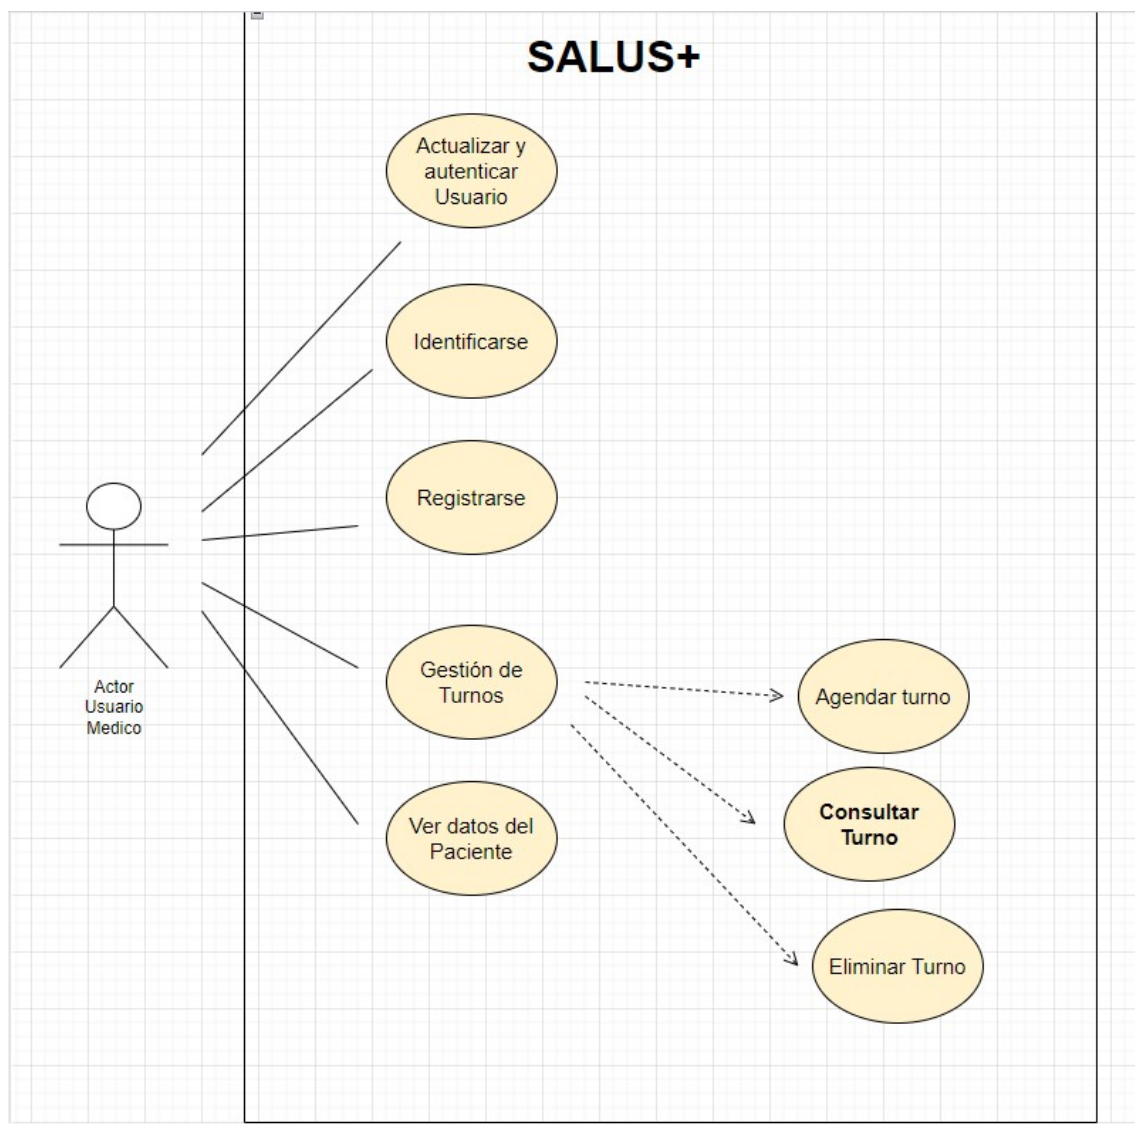 SALUS+
Actualizar y
autenticar
Usuario
Identificarse
Registrarse
Actor
Usuario
Medico
Gestión de
Turnos
Agendar turno
Consultar
Turno
Ver datos del
Paciente
Eliminar Turno